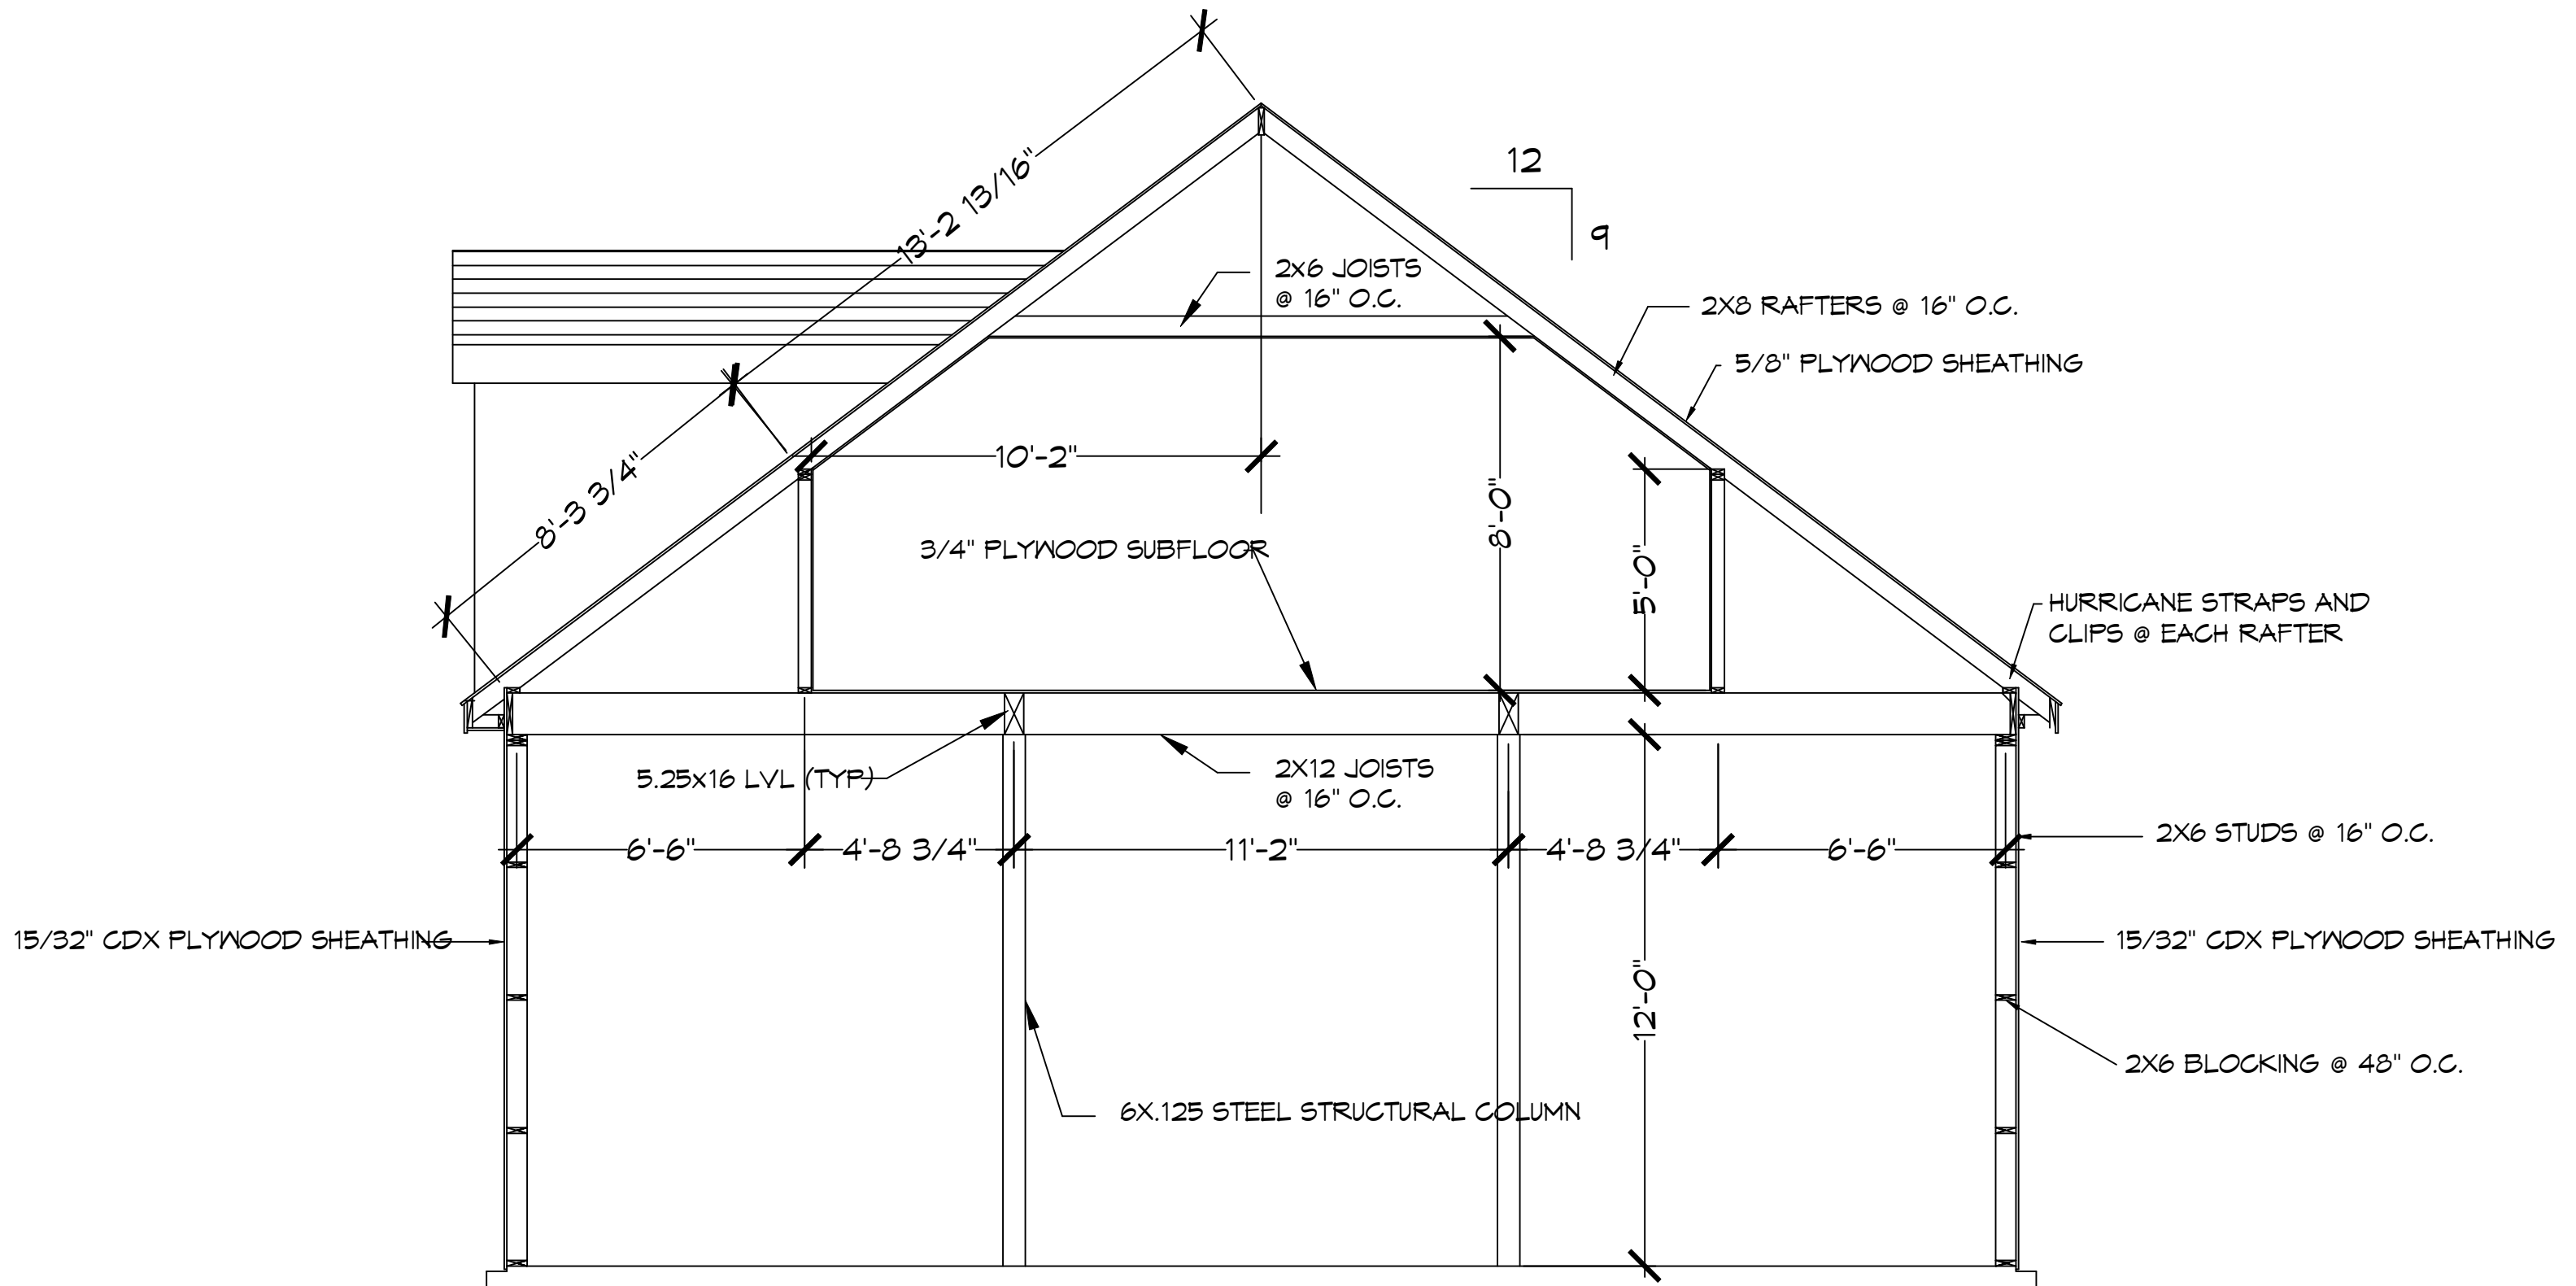 13'-2 13/16"
12
9
2x6 JOISTS
@ 16" O.C.
2X8 RAFTERS @ 16" O.C.
5/8" PLYWOOD SHEATHING
8'-3 3/4"
10'-2"
8'-0"
3/4" PLYWOOD SUBFLOOR
5'-0"
HURRICANE STRAPS AND
CLIPS @ EACH RAFTER
5.25x16 LVL (TYP)
2X12 JOISTS
@ 16" O.C.
6'-6"
4'-8 3/4"
11'-2"
4'-8 3/4"
6'-6"
2X6 STUDS @ 16" O.C.
15/32" CDX PLYWOOD SHEATHING
15/32" CDX PLYWOOD SHEATHING
12'-0"
2X6 BLOCKING @ 48" O.C.
6X.125 STEEL STRUCTURAL COLUMN